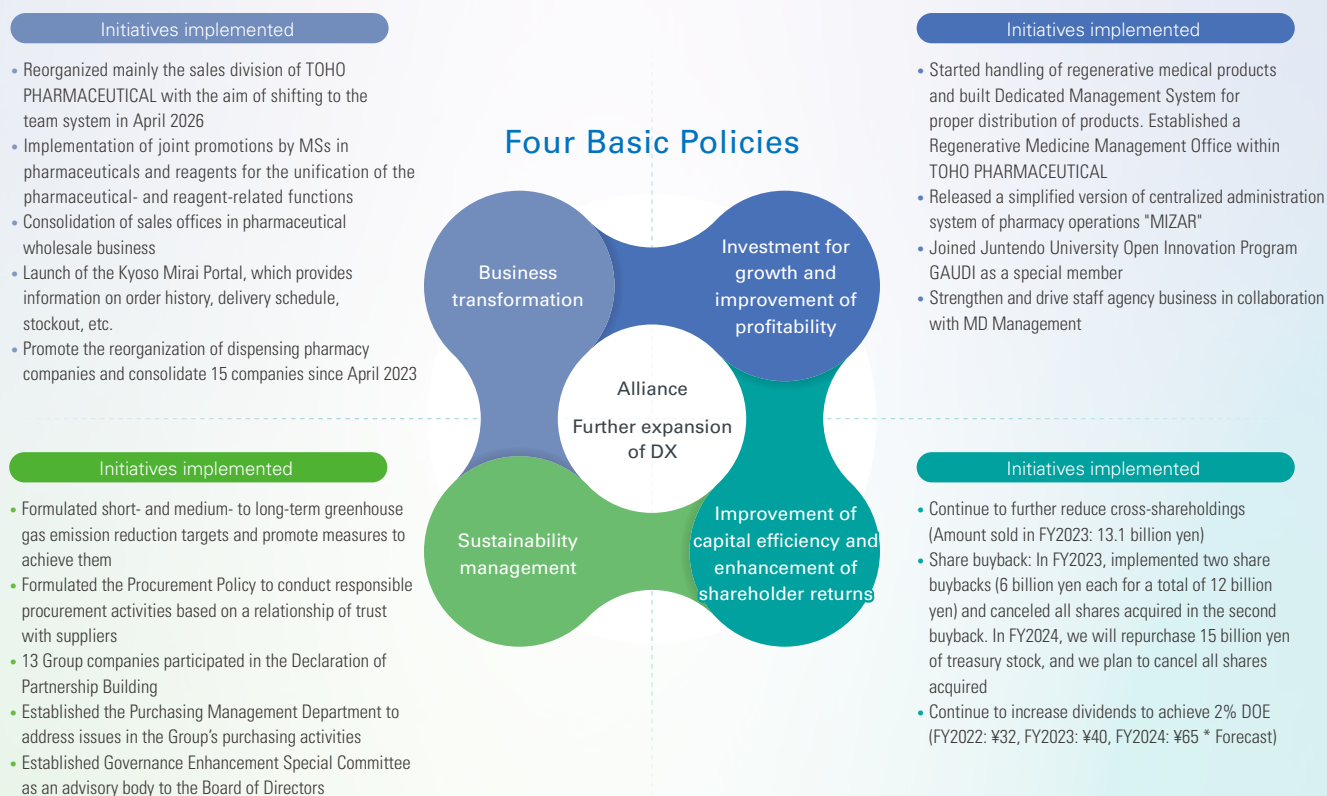 Initiatives implemented
• Reorganized mainly the sales division of TOHO
PHARMACEUTICAL with the aim of shifting to the
team system in April 2026
• Implementation of joint promotions by MSs in
pharmaceuticals and reagents for the unification of the
pharmaceutical- and reagent-related functions
• Consolidation of sales offices in pharmaceutical
wholesale business
• Launch of the Kyoso Mirai Portal, which provides
information on order history, delivery schedule,
stockout, etc.
• Promote the reorganization of dispensing pharmacy
companies and consolidate 15 companies since April 2023
Initiatives implemented
• Started handling of regenerative medical products
and built Dedicated Management System for
proper distribution of products. Established a
Regenerative Medicine Management Office within
TOHO PHARMACEUTICAL
• Released a simplified version of centralized administration
system of pharmacy operations "MIZAR"
• Joined Juntendo University Open Innovation Program
GAUDI as a special member
• Strengthen and drive staff agency business in collaboration
with MD Management
Four Basic Policies
Business
transformation
Investment for
growth and
improvement of
profitability
Alliance
Further expansion
of DX
Sustainability
management
Improvement of
capital efficiency and
enhancement of
shareholder returns
Initiatives implemented
• Formulated short- and medium- to long-term greenhouse
gas emission reduction targets and promote measures to
achieve them
• Formulated the Procurement Policy to conduct responsible
procurement activities based on a relationship of trust
with suppliers
• 13 Group companies participated in the Declaration of
Partnership Building
• Established the Purchasing Management Department to
address issues in the Group's purchasing activities
• Established Governance Enhancement Special Committee
as an advisory body to the Board of Directors
Initiatives implemented
• Continue to further reduce cross-shareholdings
(Amount sold in FY2023: 13.1 billion yen)
• Share buyback: In FY2023, implemented two share
buybacks (6 billion yen each for a total of 12 billion
yen) and canceled all shares acquired in the second
buyback. In FY2024, we will repurchase 15 billion yen
of treasury stock, and we plan to cancel all shares
acquired
• Continue to increase dividends to achieve 2% DOE
(FY2022: ¥32, FY2023: ¥40, FY2024: ¥65 * Forecast)